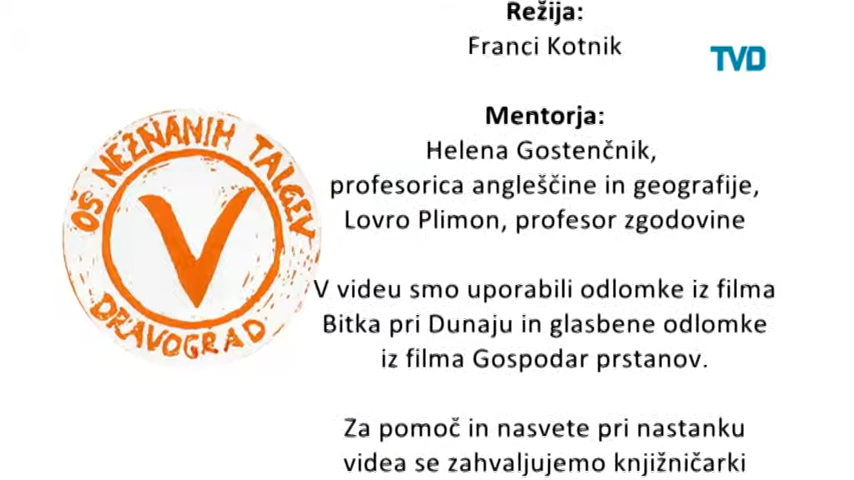 Režija:
Franci Kotnik
TVD
Mentorja:
Helena Gostenčnik,
profesorica angleščine in geografije,
Lovro Plimon, profesor zgodovine
OŠ NEŽNANIH TALCEV
V
DRAVOGRAD
V videu smo uporabili odlomke iz filma
Bitka pri Dunaju in glasbene odlomke
iz filma Gospodar prstanov.
Za pomoč in nasvete pri nastanku
videa se zahvaljujemo knjižničarki